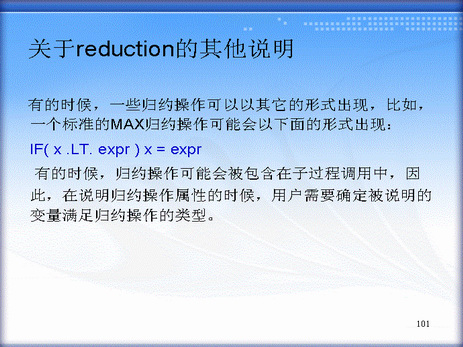 关于reduction的其他说明
有的时候，一些归约操作可以以其它的形式出现，比如，
一个标准的MAX归约操作可能会以下面的形式出现：
IF( x .LT. expr ) x = expr
有的时候，归约操作可能会被包含在子过程调用中，因
此，在说明归约操作属性的时候，用户需要确定被说明的
变量满足归约操作的类型。
101